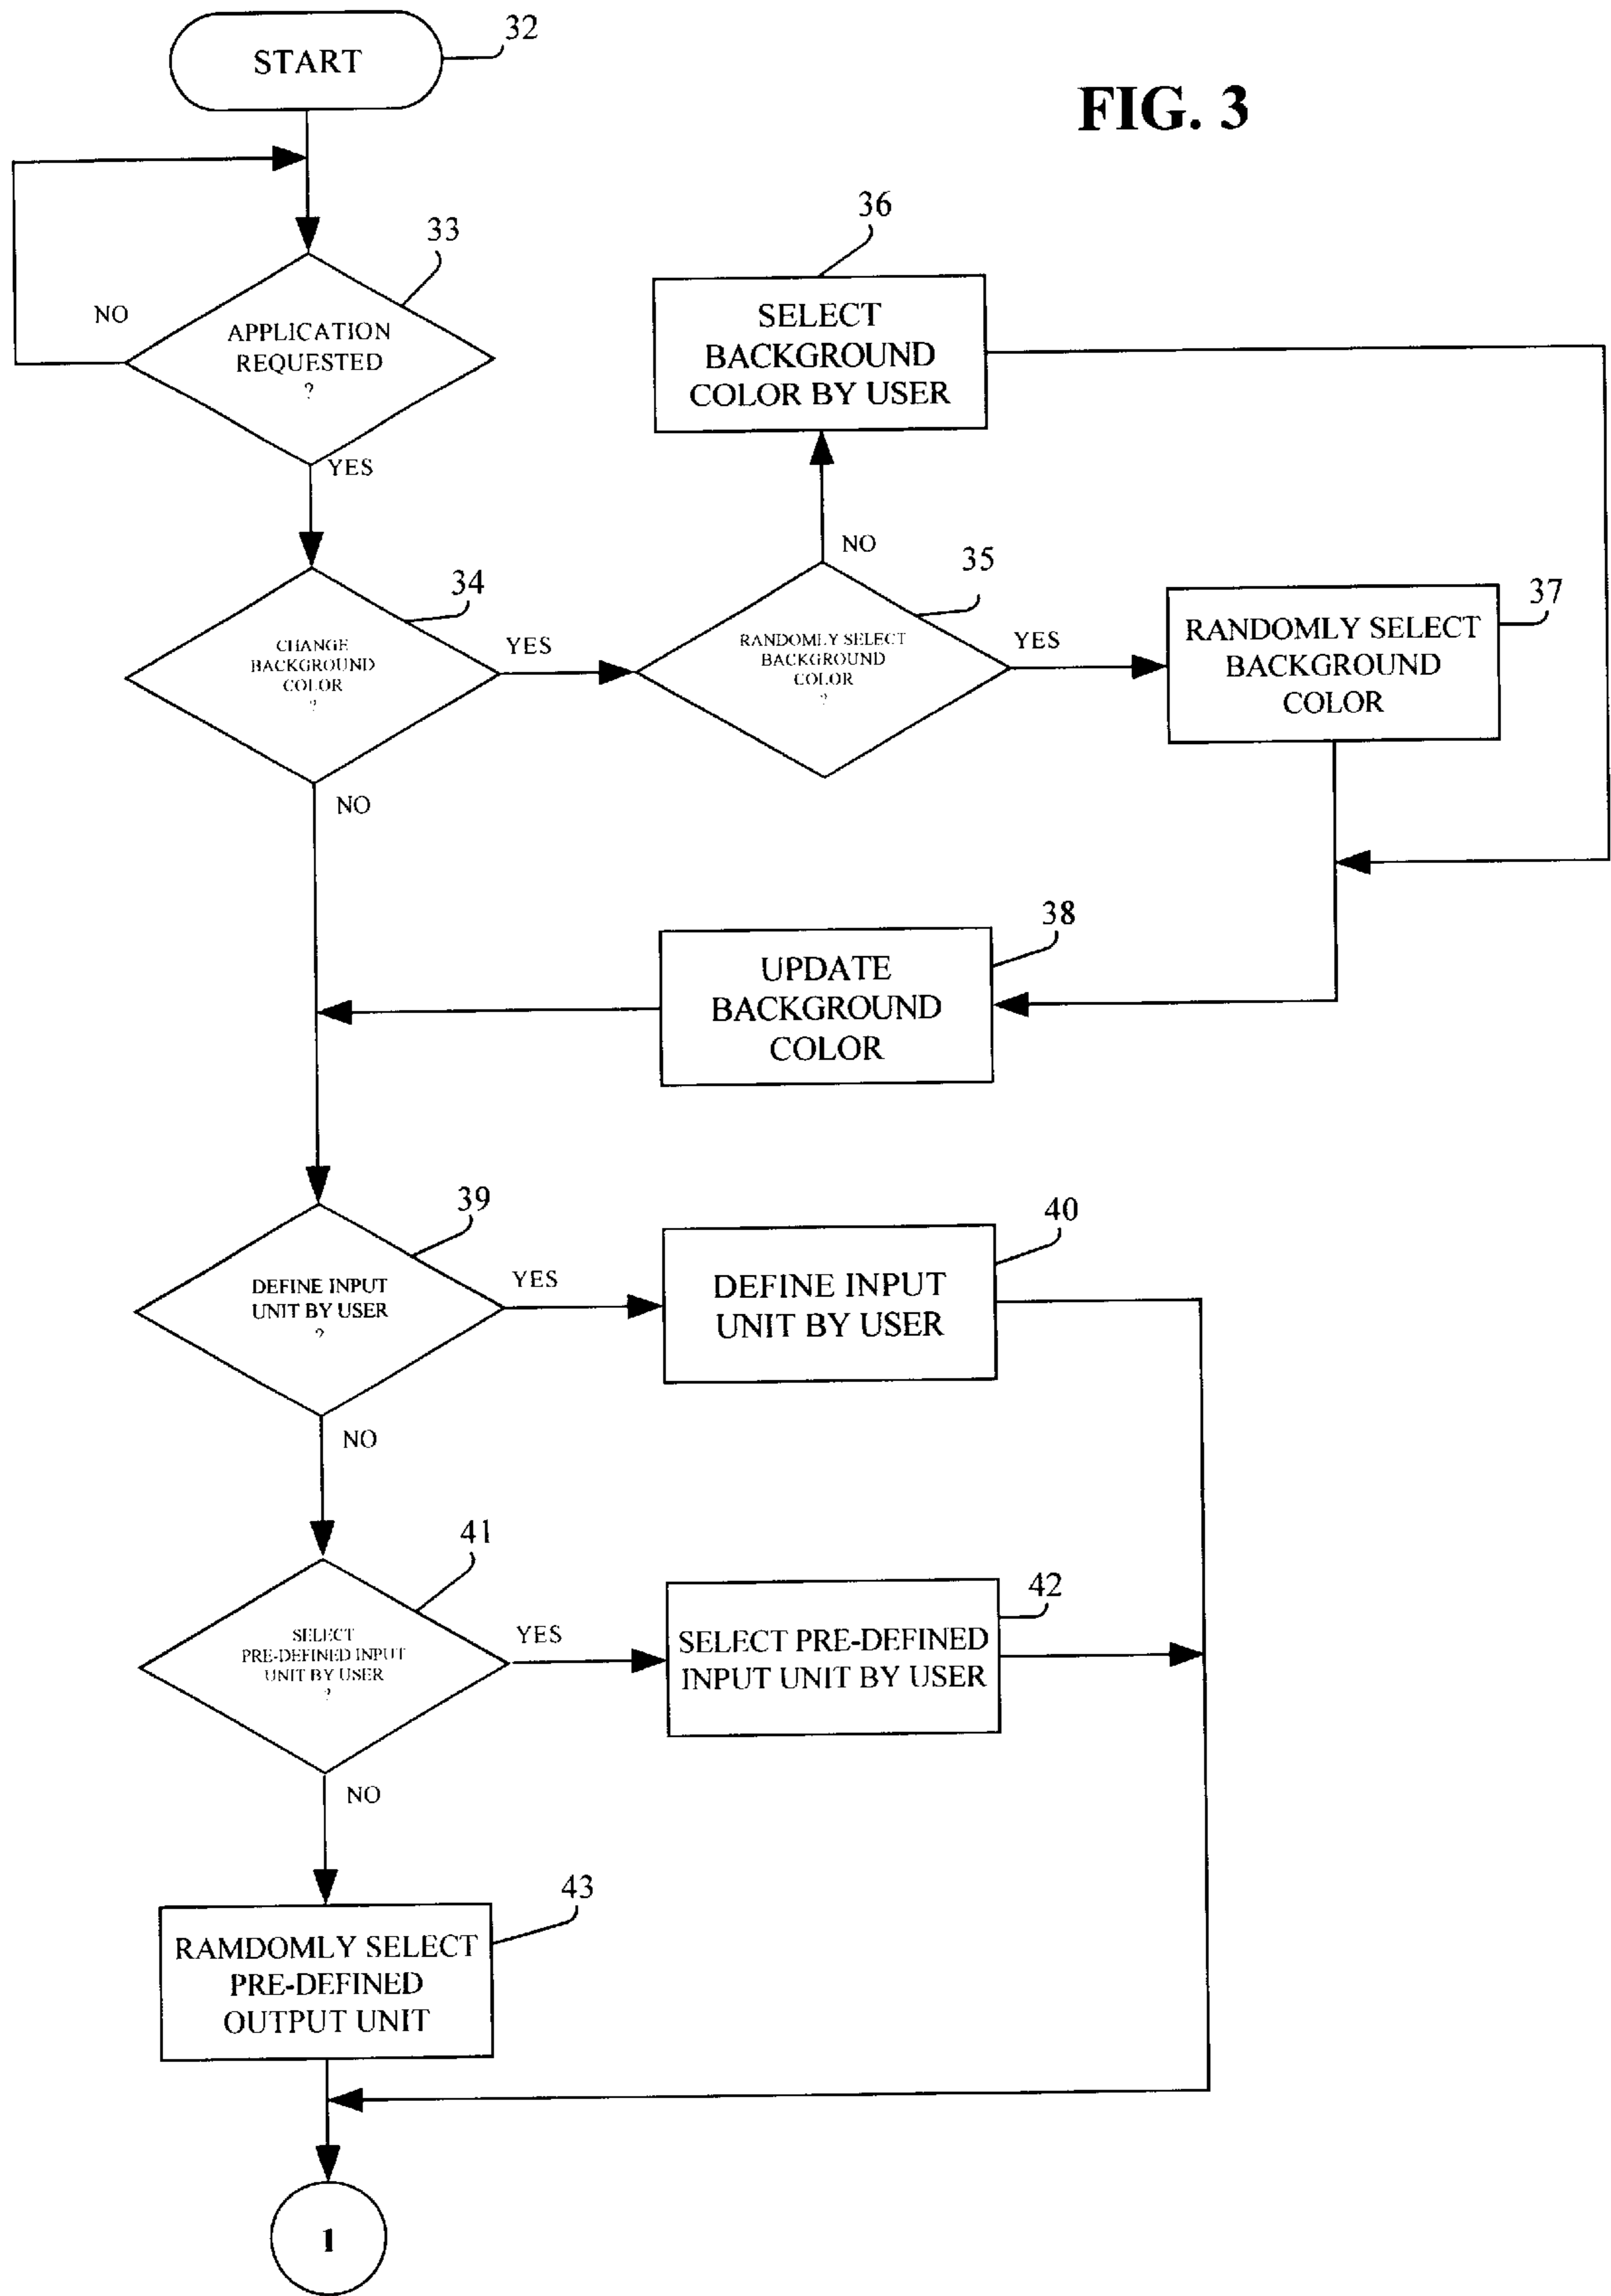 START
32
FIG. 3
33
NO
APPLICATION
REQUESTED
?
YES
36
SELECT
BACKGROUND
COLOR BY USER
34
CHANGE
BACKGROUND
COLOR
?
YES
NO
NO
35
RANDOMLY SELECT
BACKGROUND
COLOR
?
YES
37
RANDOMLY SELECT
BACKGROUND
COLOR
38
UPDATE
BACKGROUND
COLOR
39
DEFINE INPUT
UNIT BY USER
?
YES
40
DEFINE INPUT
UNIT BY USER
NO
41
SELECT
PRE-DEFINED INPUT
UNIT BY USER
?
YES
42
SELECT PRE-DEFINED
INPUT UNIT BY USER
NO
43
RAMDOMLY SELECT
PRE-DEFINED
OUTPUT UNIT
1